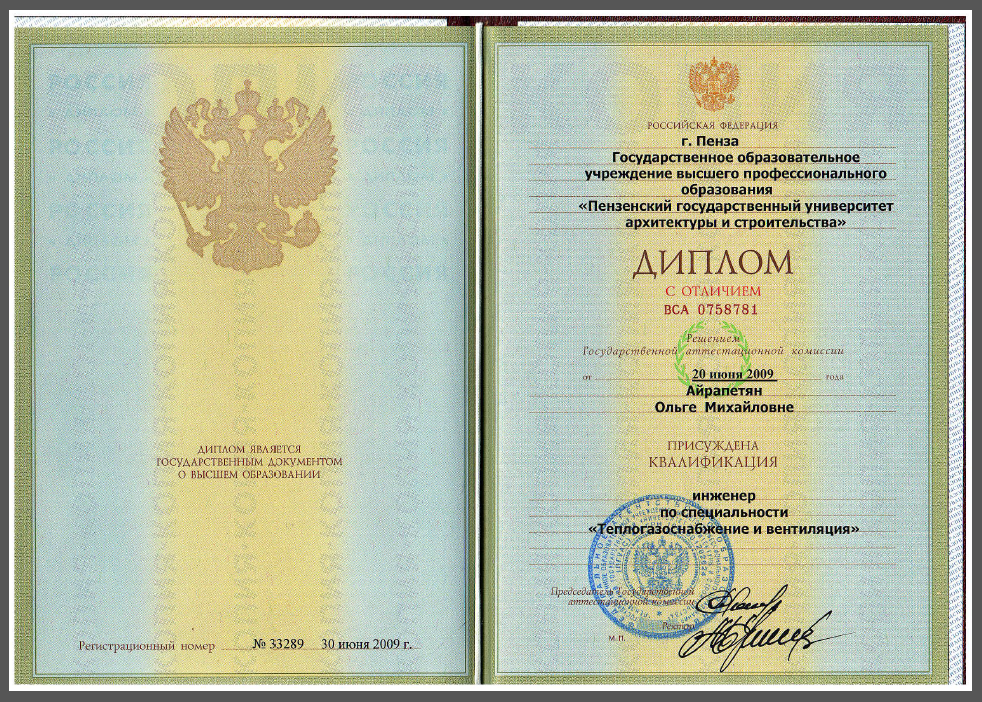 ДИПЛОМ ЯВЛЯЕТСЯ
ГОСУДАРСТВЕННЫМ ДОКУМЕНТОМ
О ВЫСШЕМ ОБРАЗОВАНИИ
Регистрационный номер № 33289 30 июня 2009 г.
РОССИЙСКАЯ ФЕДЕРАЦИЯ
г. Пенза
Государственное образовательное
учреждение высшего профессионального
образования
«Пензенский государственный университет
архитектуры и строительства»
ДИПЛОМ
С ОТЛИЧИЕМ
ВСА 0758781
Решением
Государственной аттестационной комиссии
от 20 июня 2009 года
Айрапетян
Ольге Михайловне
ПРИСУЖДЕНА
КВАЛИФИКАЦИЯ
инженер
по специальности
«Теплогазоснабжение и вентиляция»
Председатель Государственной
аттестационной комиссии
Ректор
М.П.